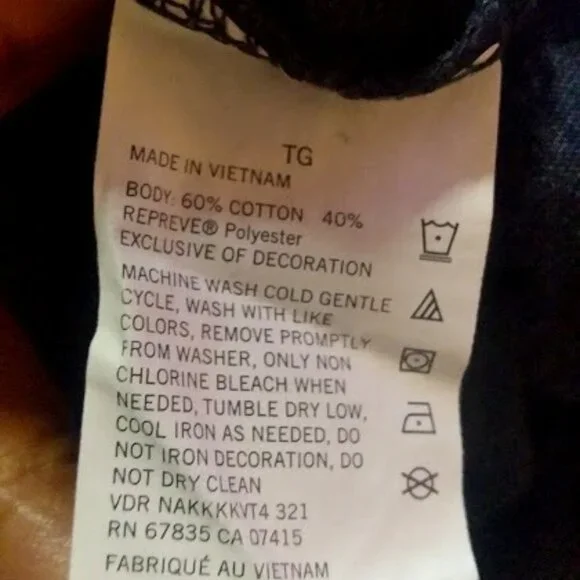 TG
MADE IN VIETNAM
BODY: 60% COTTON 40%
REPREVE® Polyester
EXCLUSIVE OF DECORATION
MACHINE WASH COLD GENTLE
CYCLE, WASH WITH LIKE
COLORS, REMOVE PROMPTLY
FROM WASHER, ONLY NON
CHLORINE BLEACH WHEN
NEEDED, TUMBLE DRY LOW,
COOL IRON AS NEEDED, DO
NOT IRON DECORATION, DO
NOT DRY CLEAN
VDR NAKKKKVT4 321
RN 67835 CA 07415
FABRIQUÉ AU VIETNAM